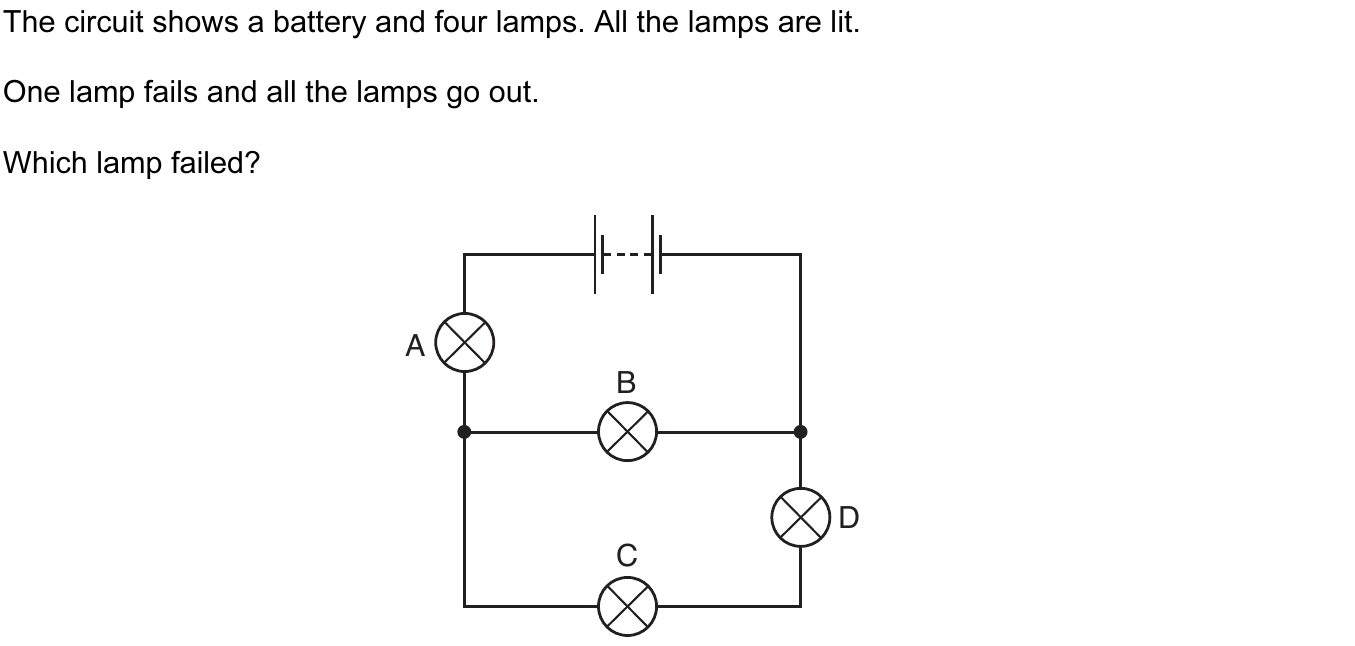 The circuit shows a battery and four lamps. All the lamps are lit.
One lamp fails and all the lamps go out.
Which lamp failed?
A
B
D
C